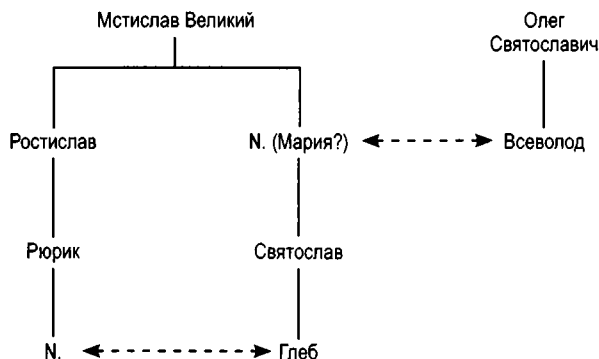 Мстислав Великий
Олег
Святославич
Ростислав
N. (Мария?)
Всеволод
Рюрик
Святослав
N.
Глеб